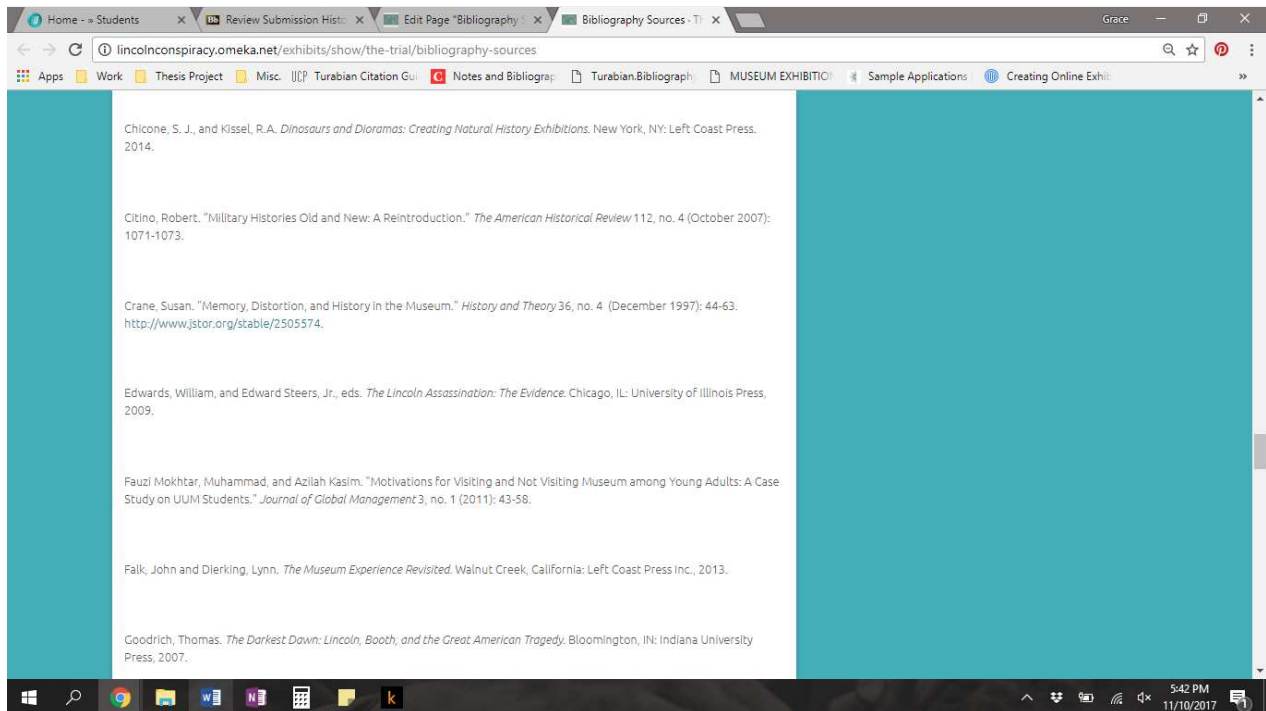 Home - » Students
Review Submission Histo
Edit Page "Bibliography S
Bibliography Sources · Th
Grace
lincolnconspiracy.omeka.net/exhibits/show/the-trial/bibliography-sources
Apps
Work
Thesis Project
Misc.
UCP Turabian Citation Gui
C Notes and Bibliograp
Turabian.Bibliography
MUSEUM EXHIBITIO
Sample Applications
Creating Online Exhib
»
Chicone, S. J., and Kissel, R.A. Dinosaurs and Dioramas: Creating Natural History Exhibitions. New York, NY: Left Coast Press.
2014.
Citino, Robert. "Military Histories Old and New: A Reintroduction." The American Historical Review 112, no. 4 (October 2007):
1071-1073.
Crane, Susan. "Memory, Distortion, and History in the Museum." History and Theory 36, no. 4 (December 1997): 44-63.
http://www.jstor.org/stable/2505574.
Edwards, William, and Edward Steers, Jr., eds. The Lincoln Assassination: The Evidence. Chicago, IL: University of Illinois Press,
2009.
Fauzi Mokhtar, Muhammad, and Azilah Kasim. "Motivations for Visiting and Not Visiting Museum among Young Adults: A Case
Study on UUM Students." Journal of Global Management 3, no. 1 (2011): 43-58.
Falk, John and Dierking, Lynn. The Museum Experience Revisited. Walnut Creek, California: Left Coast Press Inc., 2013.
Goodrich, Thomas. The Darkest Dawn: Lincoln, Booth, and the Great American Tragedy. Bloomington, IN: Indiana University
Press, 2007.
5:42 PM
11/10/2017